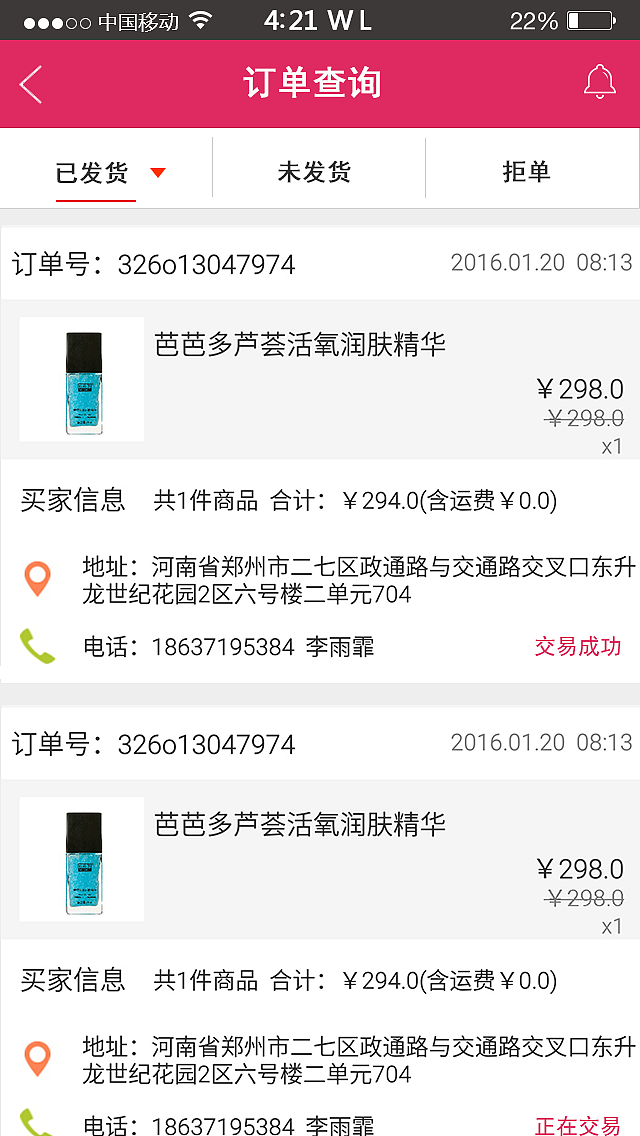 中国移动 4:21 W L 22%
订单查询
已发货 未发货 拒单
订单号：326o13047974 2016.01.20 08:13
芭芭多芦荟活氧润肤精华
￥298.0
￥298.0
x1
买家信息 共1件商品 合计：￥294.0(含运费￥0.0)
地址：河南省郑州市二七区政通路与交通路交叉口东升
龙世纪花园2区六号楼二单元704
电话：18637195384 李雨霏 交易成功
订单号：326o13047974 2016.01.20 08:13
芭芭多芦荟活氧润肤精华
￥298.0
￥298.0
x1
买家信息 共1件商品 合计：￥294.0(含运费￥0.0)
地址：河南省郑州市二七区政通路与交通路交叉口东升
龙世纪花园2区六号楼二单元704
电话：18637195384 李雨霏 正在交易